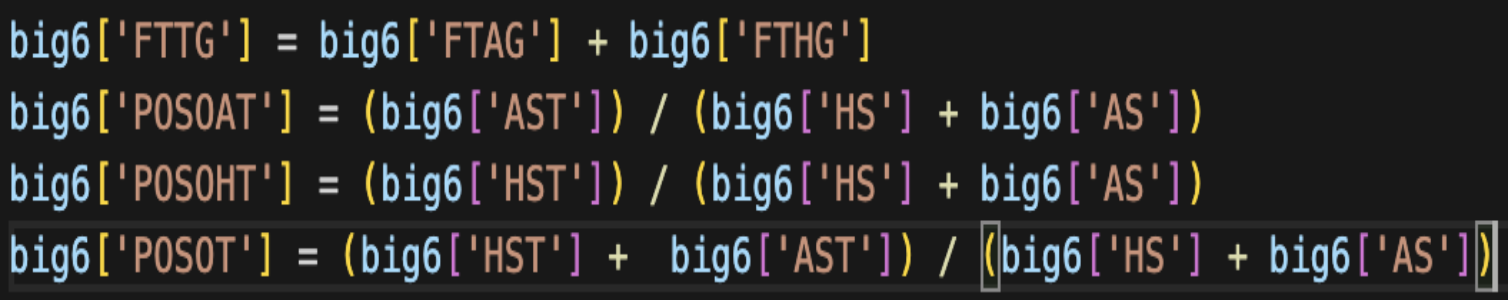 big6['FTTG'] = big6['FTAG'] + big6['FTHG']
big6['POSOAT'] = (big6['AST']) / (big6['HS'] + big6['AS'])
big6['POSOHT'] = (big6['HST']) / (big6['HS'] + big6['AS'])
big6['POSOT'] = (big6['HST'] +  big6['AST']) / (big6['HS'] + big6['AS'])